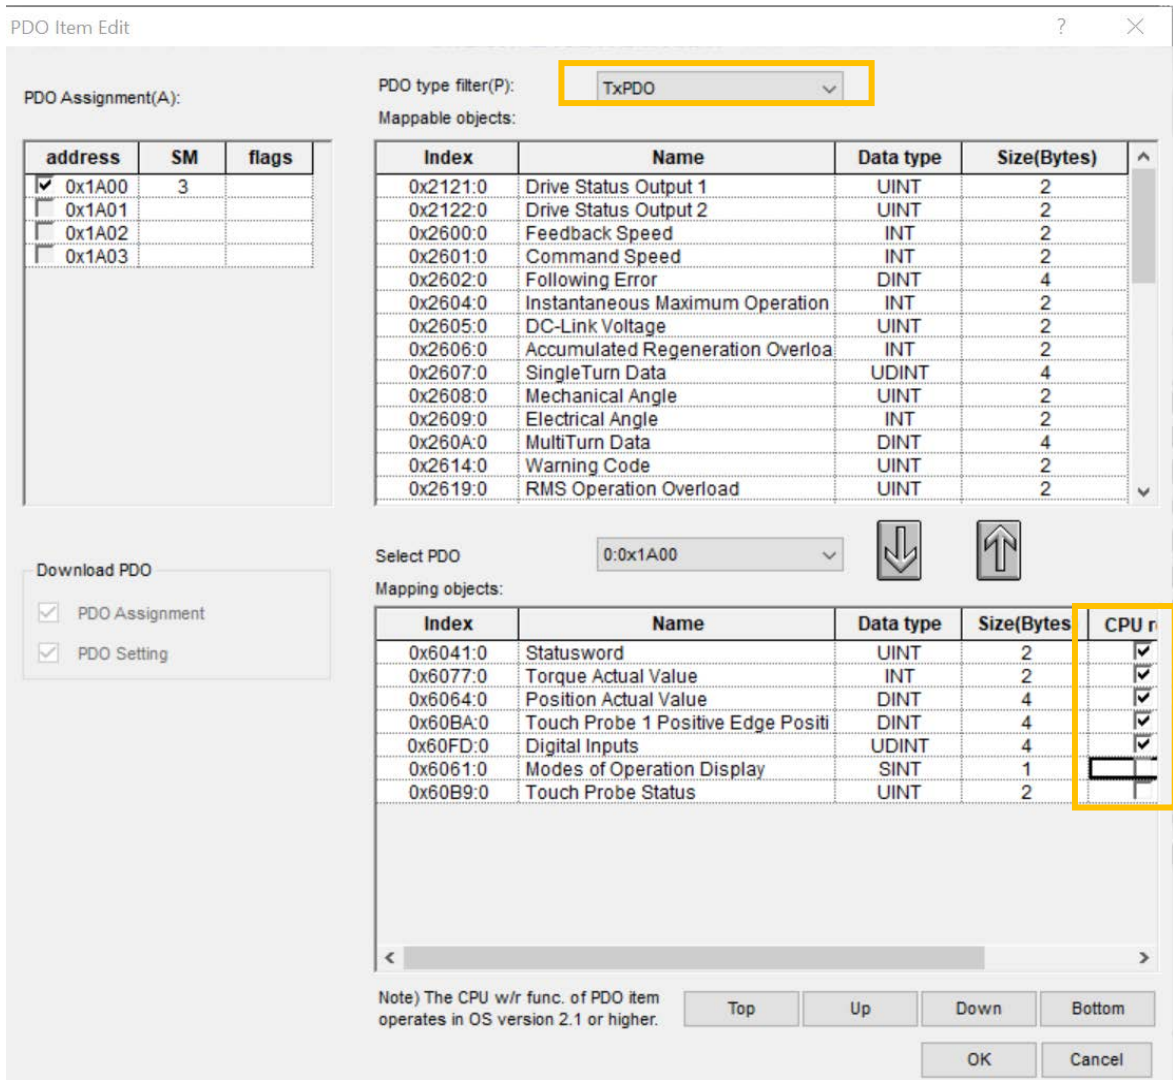 PDO Item Edit
PDO Assignment(A):
address SM flags
0x1A00 3
0x1A01
0x1A02
0x1A03
PDO type filter(P): TxPDO
Mappable objects:
Index Name Data type Size(Bytes)
0x2121:0 Drive Status Output 1 UINT 2
0x2122:0 Drive Status Output 2 UINT 2
0x2600:0 Feedback Speed INT 2
0x2601:0 Command Speed INT 2
0x2602:0 Following Error DINT 4
0x2604:0 Instantaneous Maximum Operation INT 2
0x2605:0 DC-Link Voltage UINT 2
0x2606:0 Accumulated Regeneration Overloa INT 2
0x2607:0 SingleTurn Data UDINT 4
0x2608:0 Mechanical Angle UINT 2
0x2609:0 Electrical Angle INT 2
0x260A:0 MultiTurn Data DINT 4
0x2614:0 Warning Code UINT 2
0x2619:0 RMS Operation Overload UINT 2
Download PDO
PDO Assignment
PDO Setting
Select PDO 0:0x1A00
Mapping objects:
Index Name Data type Size(Bytes CPU r
0x6041:0 Statusword UINT 2
0x6077:0 Torque Actual Value INT 2
0x6064:0 Position Actual Value DINT 4
0x60BA:0 Touch Probe 1 Positive Edge Positi DINT 4
0x60FD:0 Digital Inputs UDINT 4
0x6061:0 Modes of Operation Display SINT 1
0x60B9:0 Touch Probe Status UINT 2
Note) The CPU w/r func. of PDO item
operates in OS version 2.1 or higher.
Top Up Down Bottom
OK Cancel